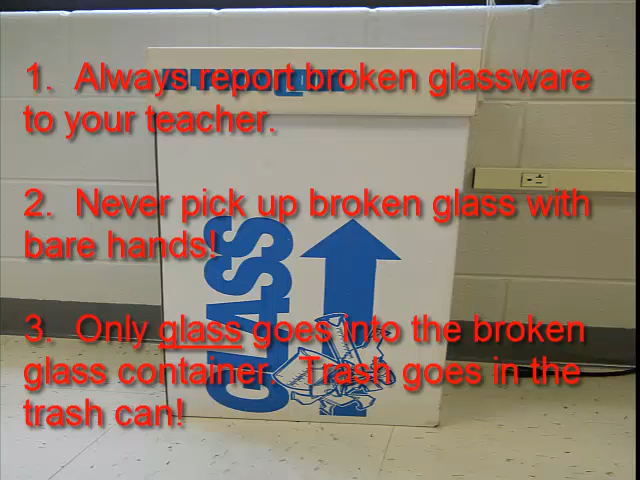 1. Always report broken glassware
to your teacher.
2. Never pick up broken glass with
bare hands!
3. Only glass goes into the broken
glass container. Trash goes in the
trash can!
GLASS